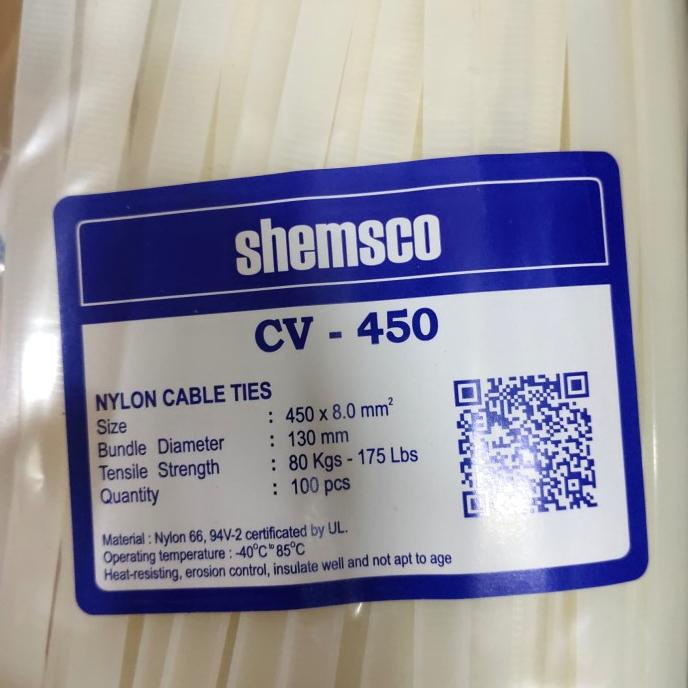 shemsco
CV - 450
NYLON CABLE TIES
Size : 450 x 8.0 mm²
Bundle Diameter : 130 mm
Tensile Strength : 80 Kgs - 175 Lbs
Quantity : 100 pcs
Material : Nylon 66, 94V-2 certificated by UL.
Operating temperature : -40°C to 85°C
Heat-resisting, erosion control, insulate well and not apt to age